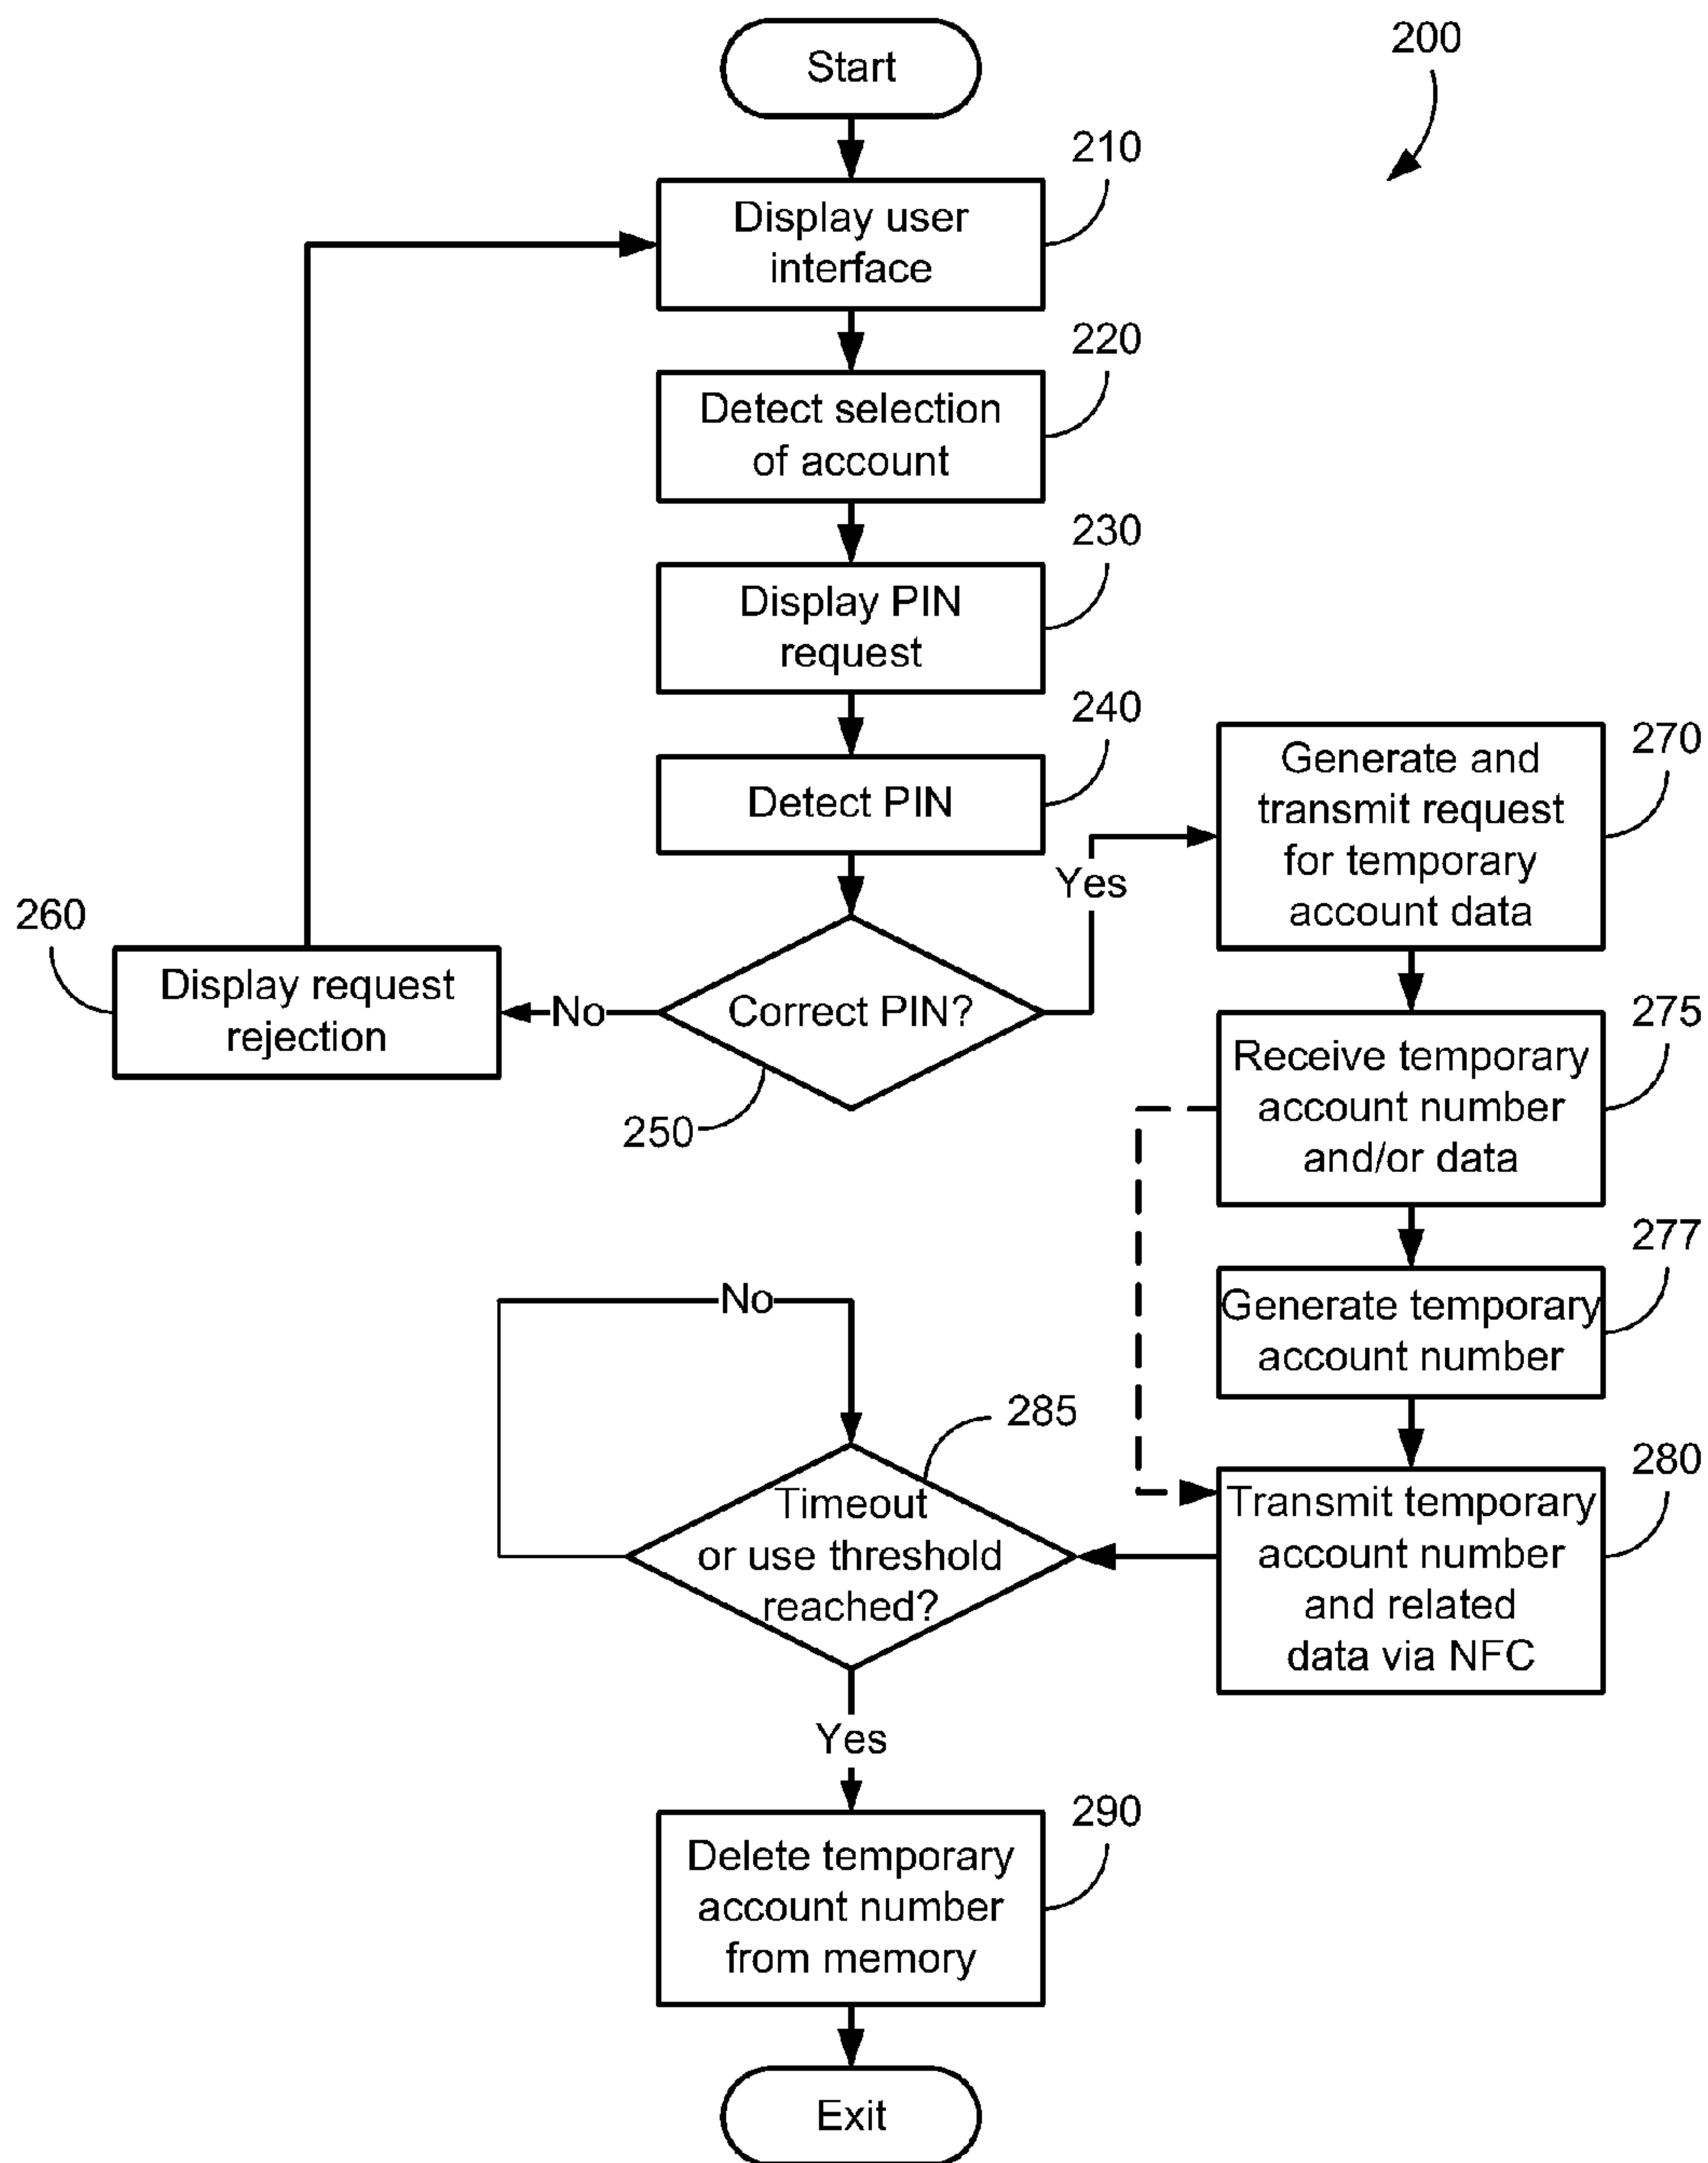 Start
200
210
Display user
interface
220
Detect selection
of account
230
Display PIN
request
240
Detect PIN
Yes
270
Generate and
transmit request
for temporary
account data
260
Display request
rejection
No
Correct PIN?
250
275
Receive temporary
account number
and/or data
277
Generate temporary
account number
No
285
Timeout
or use threshold
reached?
280
Transmit temporary
account number
and related
data via NFC
Yes
290
Delete temporary
account number
from memory
Exit